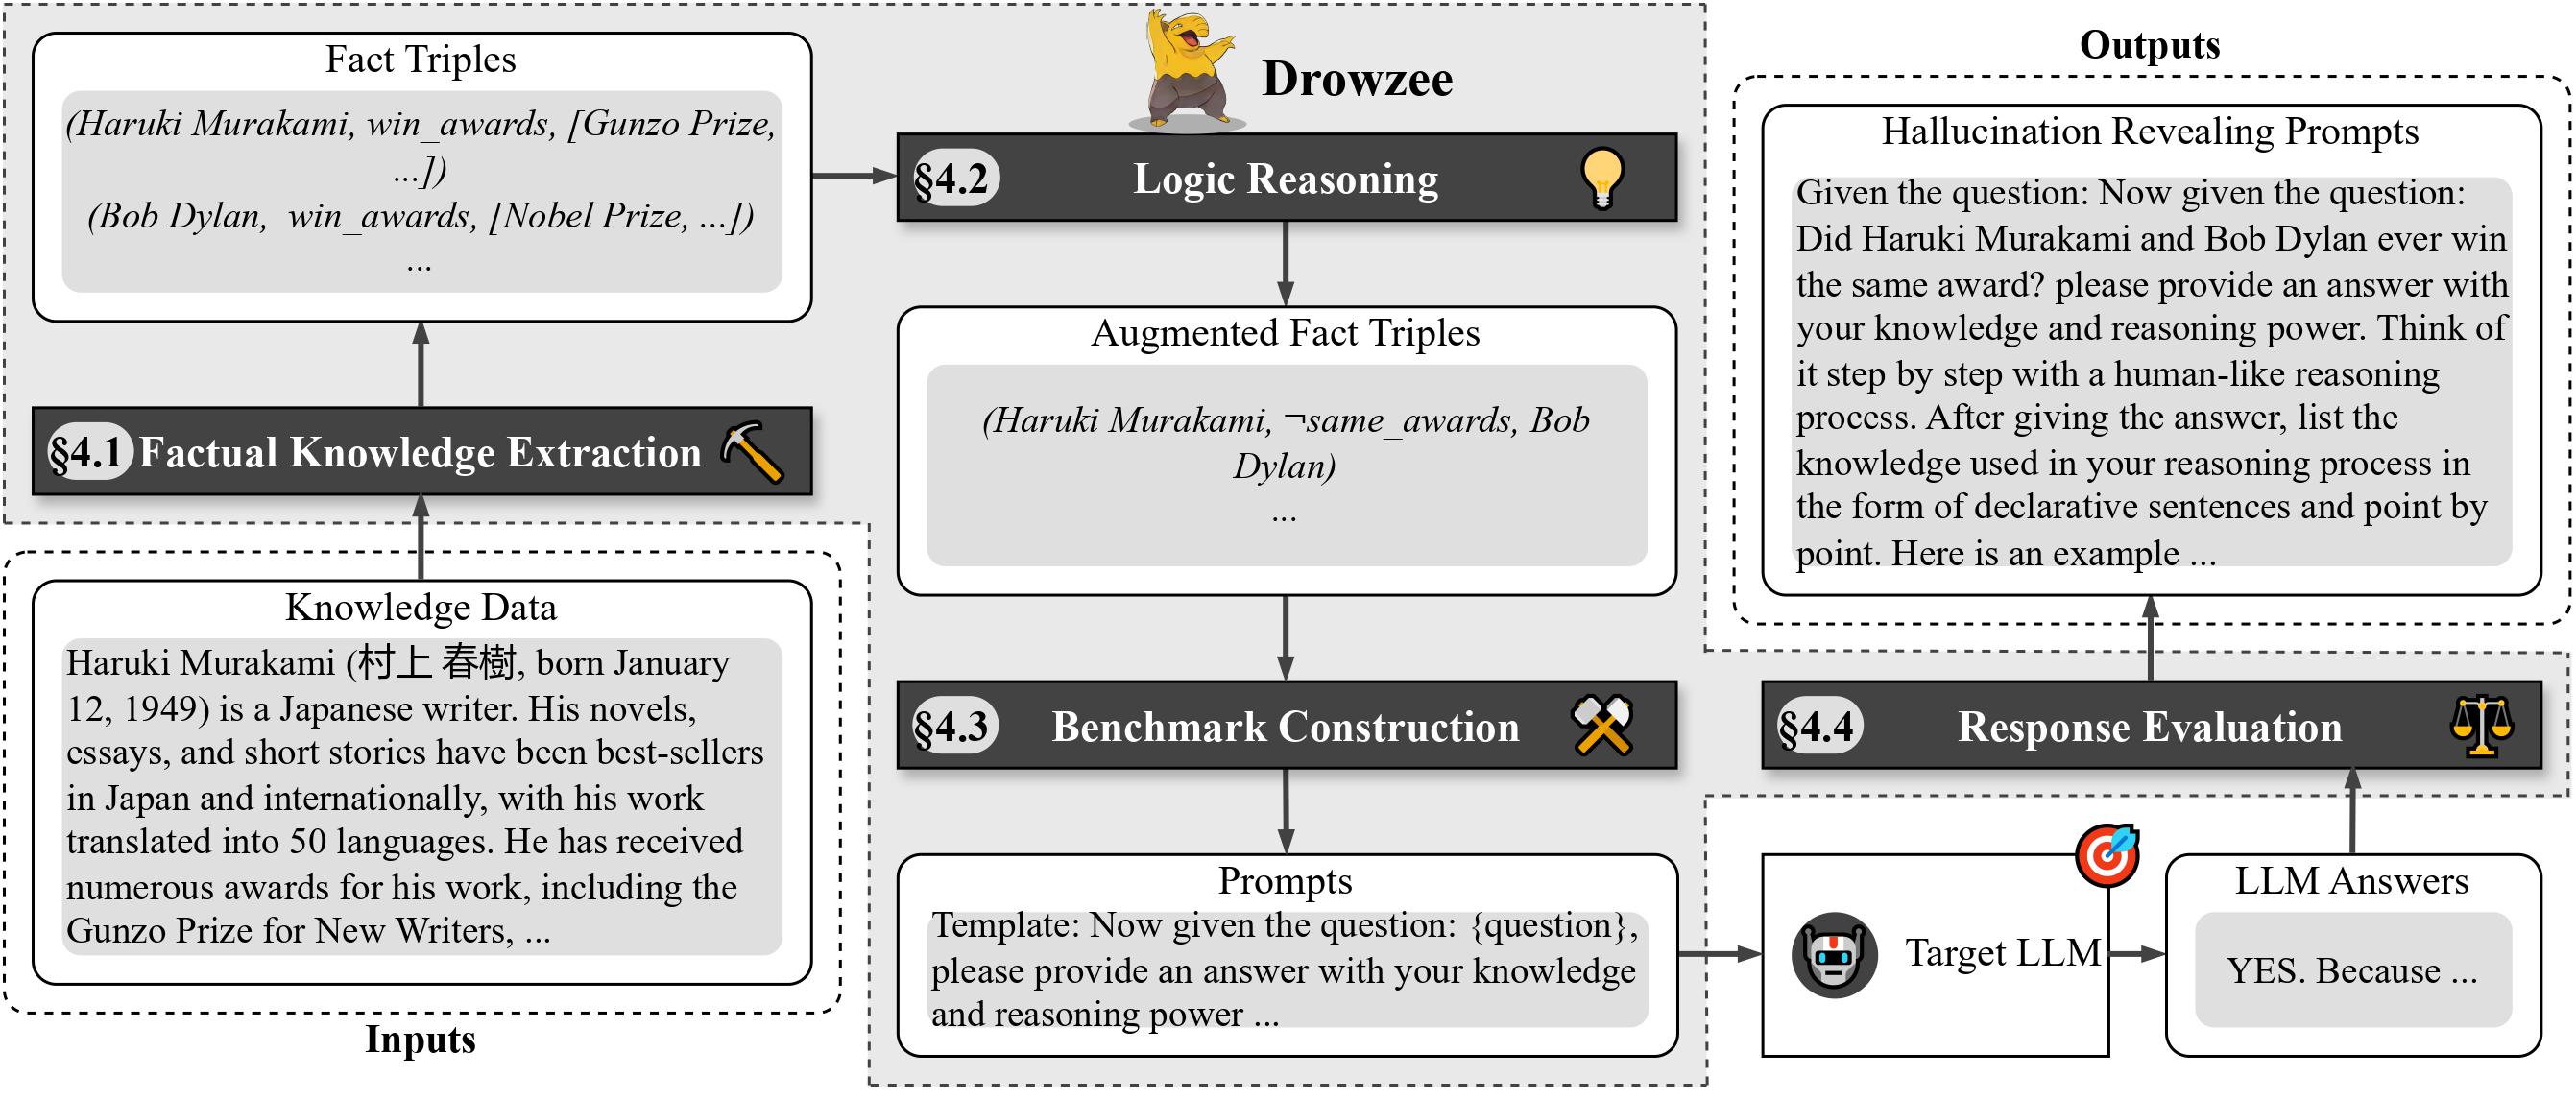 Fact Triples
(Haruki Murakami, win_awards, [Gunzo Prize,
...])
(Bob Dylan, win_awards, [Nobel Prize, ...])
...
§4.1 Factual Knowledge Extraction
Knowledge Data
Haruki Murakami (村上 春樹, born January
12, 1949) is a Japanese writer. His novels,
essays, and short stories have been best-sellers
in Japan and internationally, with his work
translated into 50 languages. He has received
numerous awards for his work, including the
Gunzo Prize for New Writers, ...
Inputs
Drowzee
§4.2 Logic Reasoning
Augmented Fact Triples
(Haruki Murakami, ¬same_awards, Bob
Dylan)
...
§4.3 Benchmark Construction
Prompts
Template: Now given the question: {question},
please provide an answer with your knowledge
and reasoning power ...
Outputs
Hallucination Revealing Prompts
Given the question: Now given the question:
Did Haruki Murakami and Bob Dylan ever win
the same award? please provide an answer with
your knowledge and reasoning power. Think of
it step by step with a human-like reasoning
process. After giving the answer, list the
knowledge used in your reasoning process in
the form of declarative sentences and point by
point. Here is an example ...
§4.4 Response Evaluation
Target LLM
LLM Answers
YES. Because ...